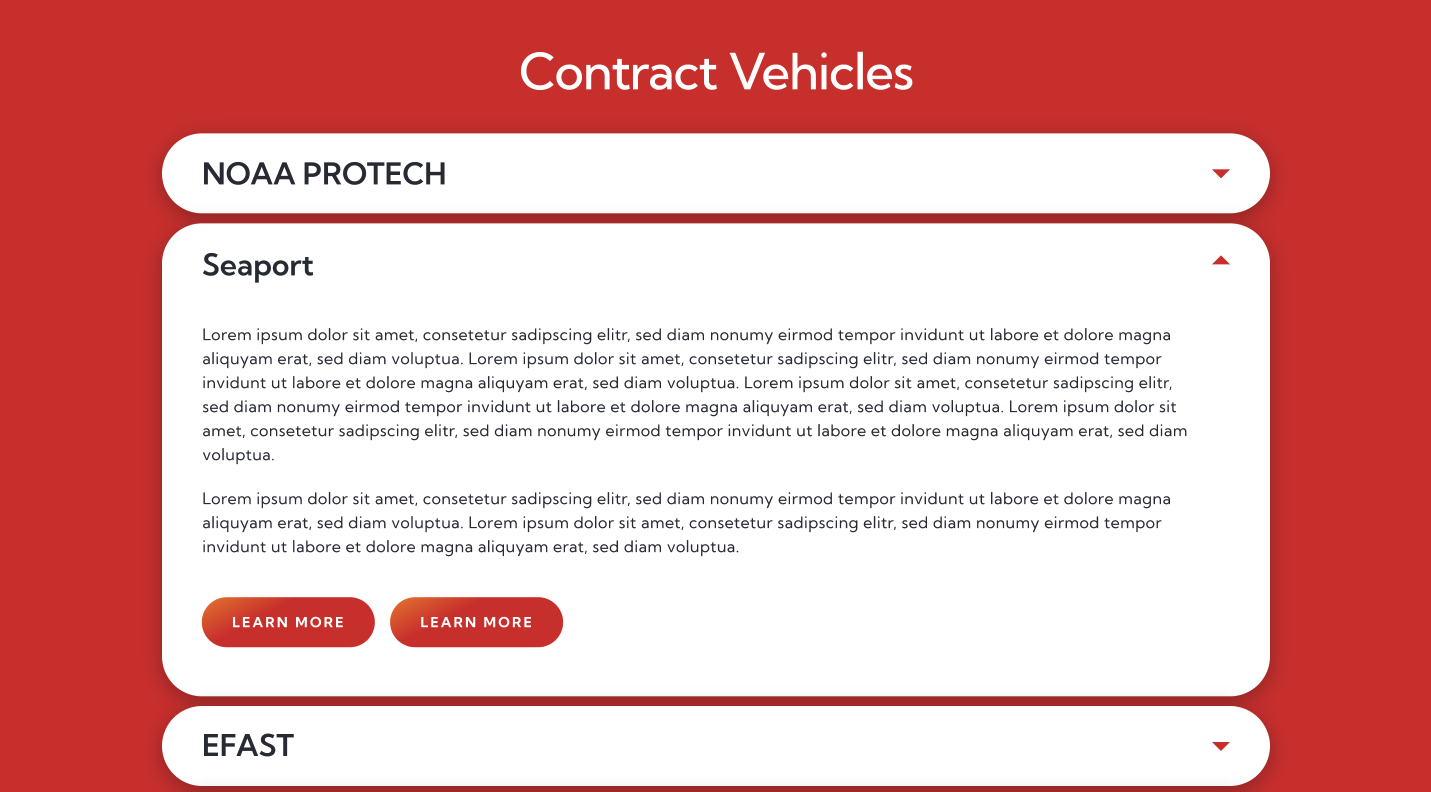 Contract Vehicles
NOAA PROTECH
Seaport
Lorem ipsum dolor sit amet, consetetur sadipscing elitr, sed diam nonumy eirmod tempor invidunt ut labore et dolore magna
aliquyam erat, sed diam voluptua. Lorem ipsum dolor sit amet, consetetur sadipscing elitr, sed diam nonumy eirmod tempor
invidunt ut labore et dolore magna aliquyam erat, sed diam voluptua. Lorem ipsum dolor sit amet, consetetur sadipscing elitr,
sed diam nonumy eirmod tempor invidunt ut labore et dolore magna aliquyam erat, sed diam voluptua. Lorem ipsum dolor sit
amet, consetetur sadipscing elitr, sed diam nonumy eirmod tempor invidunt ut labore et dolore magna aliquyam erat, sed diam
voluptua.
Lorem ipsum dolor sit amet, consetetur sadipscing elitr, sed diam nonumy eirmod tempor invidunt ut labore et dolore magna
aliquyam erat, sed diam voluptua. Lorem ipsum dolor sit amet, consetetur sadipscing elitr, sed diam nonumy eirmod tempor
invidunt ut labore et dolore magna aliquyam erat, sed diam voluptua.
LEARN MORE LEARN MORE
EFAST